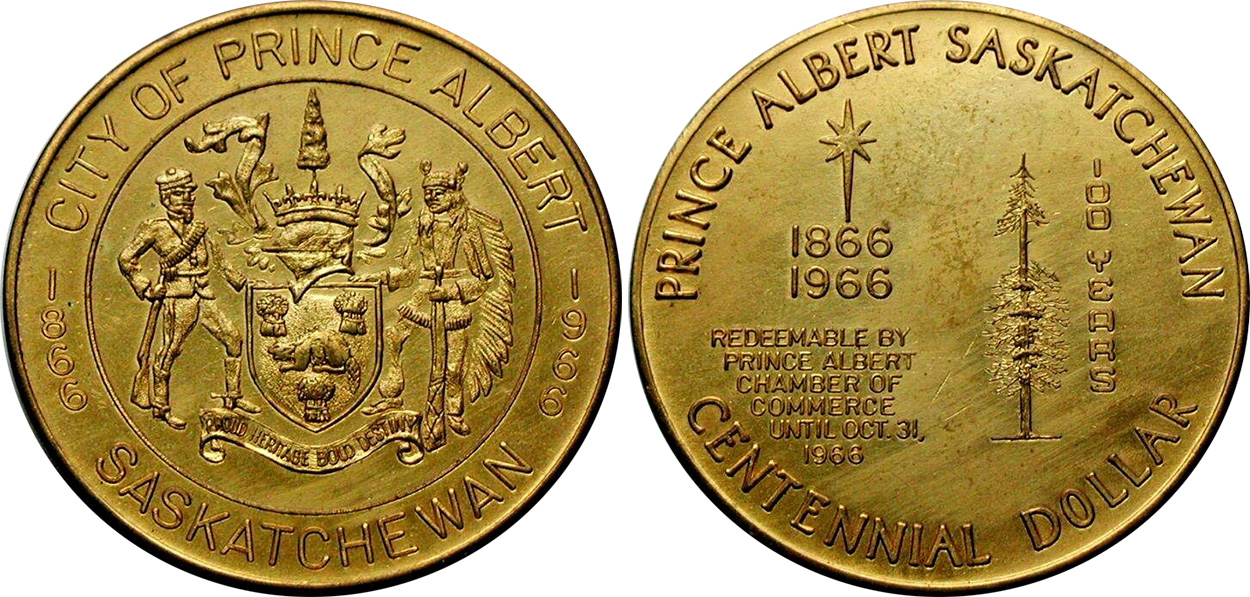 CITY OF PRINCE ALBERT
1866
1966
PROUD HERITAGE BOLD DESTINY
SASKATCHEWAN
PRINCE ALBERT SASKATCHEWAN
1866
1966
100 YEARS
REDEEMABLE BY
PRINCE ALBERT
CHAMBER OF
COMMERCE
UNTIL OCT. 31,
1966
CENTENNIAL DOLLAR